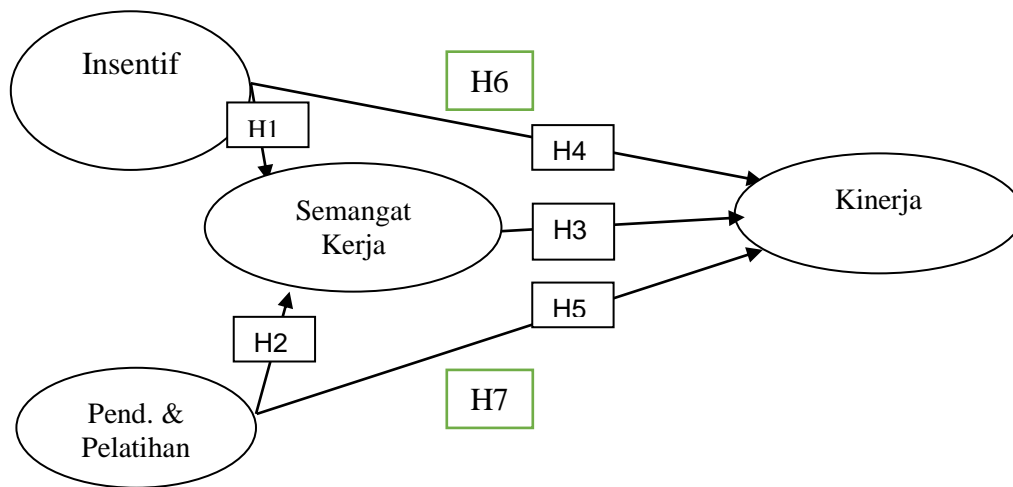 Insentif
H6
H1
H4
Semangat
Kerja
H3
Kinerja
H5
H2
H7
Pend. &
Pelatihan